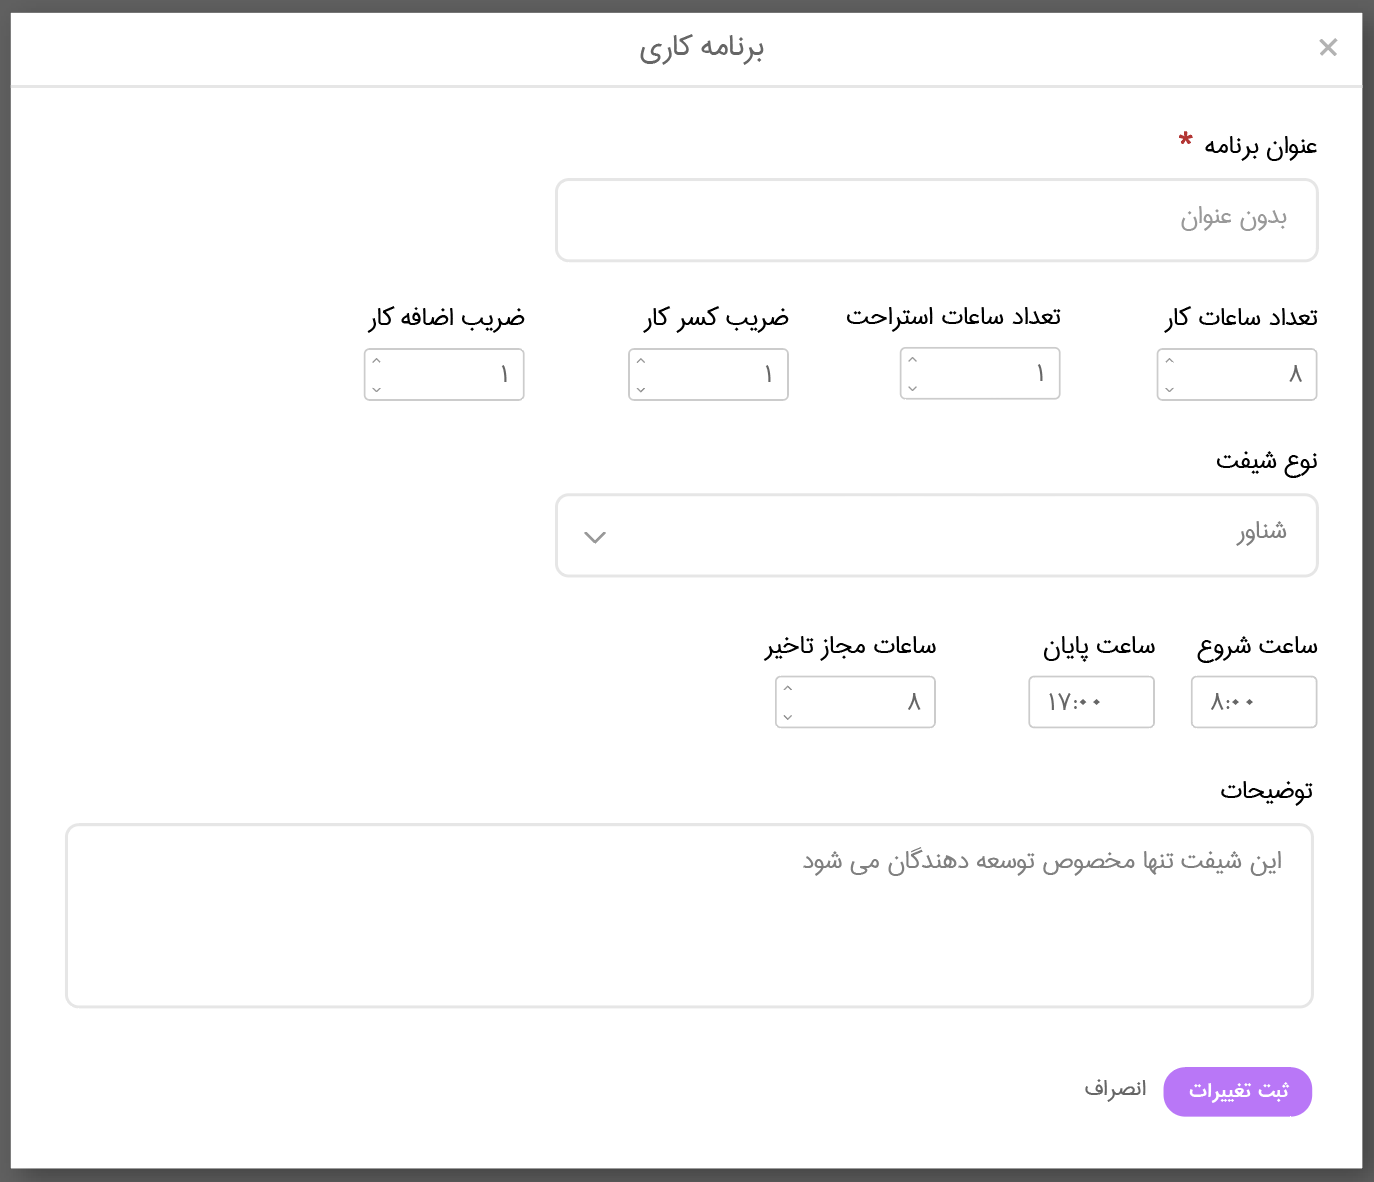 برنامه کاری
عنوان برنامه *
بدون عنوان
تعداد ساعات کار
تعداد ساعات استراحت
ضریب کسر کار
ضریب اضافه کار
۸
۱
۱
۱
نوع شیفت
شناور
ساعت شروع
ساعت پایان
ساعات مجاز تاخیر
۸:۰۰
۱۷:۰۰
۸
توضیحات
این شیفت تنها مخصوص توسعه دهندگان می شود
ثبت تغییرات
انصراف